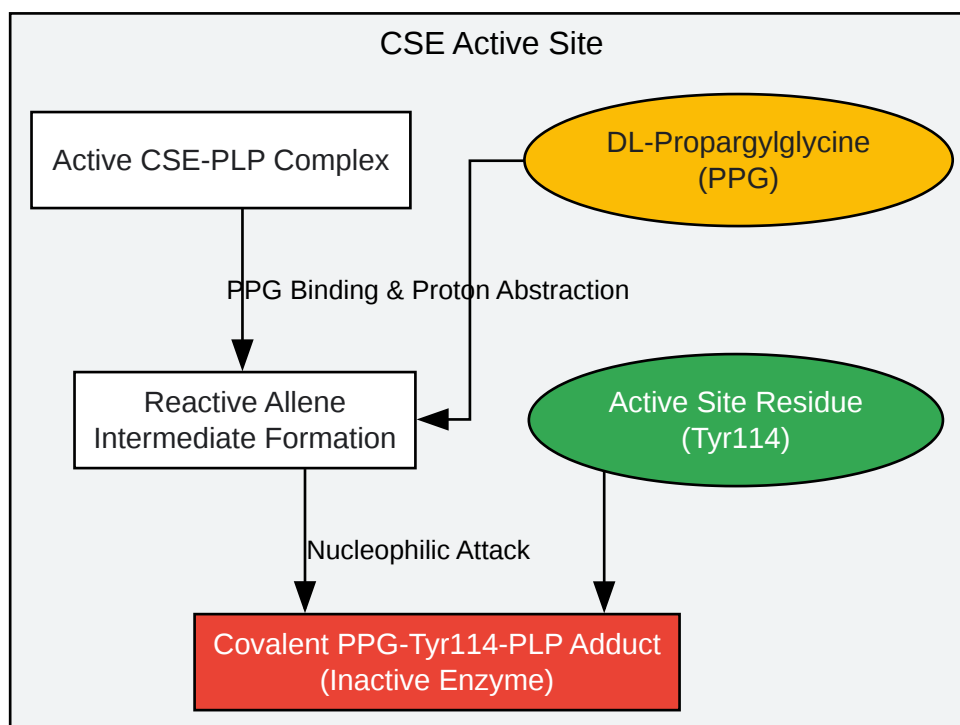 CSE Active Site
Active CSE-PLP Complex
DL-Propargylglycine
(PPG)
PPG Binding & Proton Abstraction
Reactive Allene
Intermediate Formation
Active Site Residue
(Tyr114)
Nucleophilic Attack
Covalent PPG-Tyr114-PLP Adduct
(Inactive Enzyme)